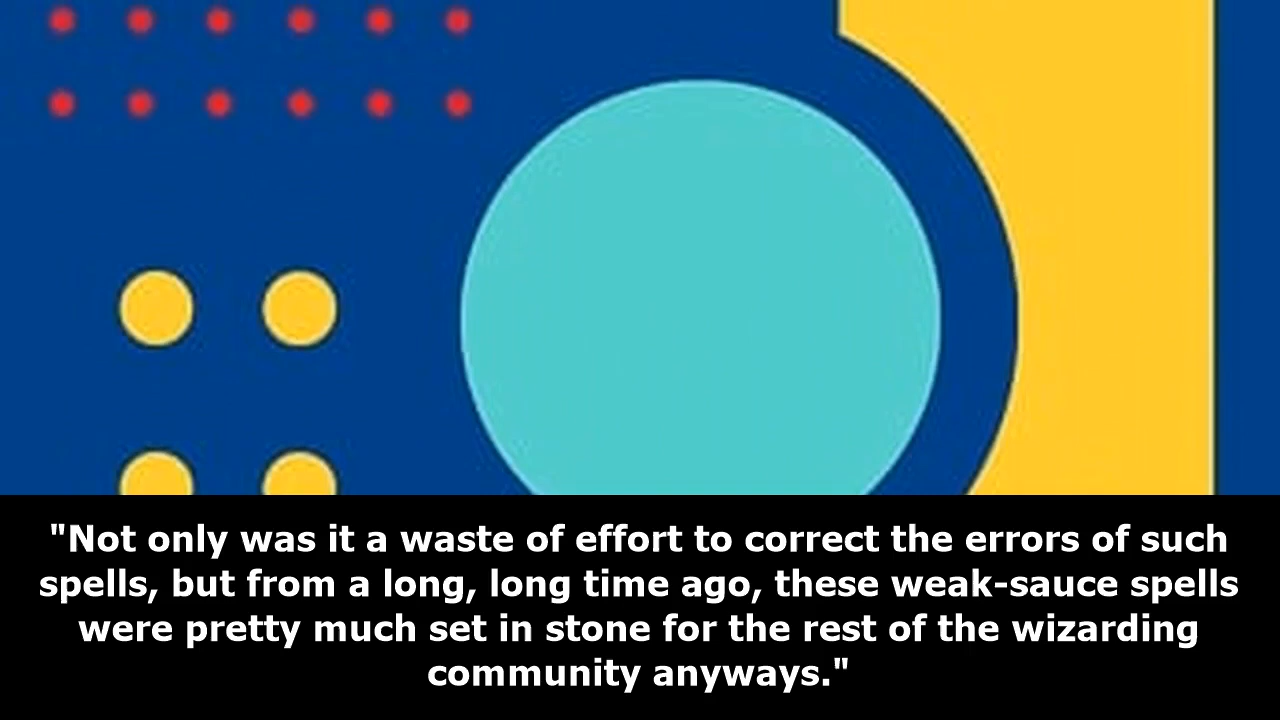 "Not only was it a waste of effort to correct the errors of such
spells, but from a long, long time ago, these weak-sauce spells
were pretty much set in stone for the rest of the wizarding
community anyways."